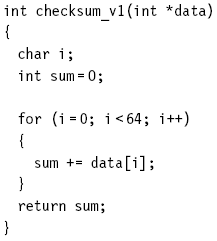 int checksum_v1(int *data)
{
  char i;
  int sum=0;

  for (i=0; i<64; i++)
  {
    sum += data[i];
  }
  return sum;
}